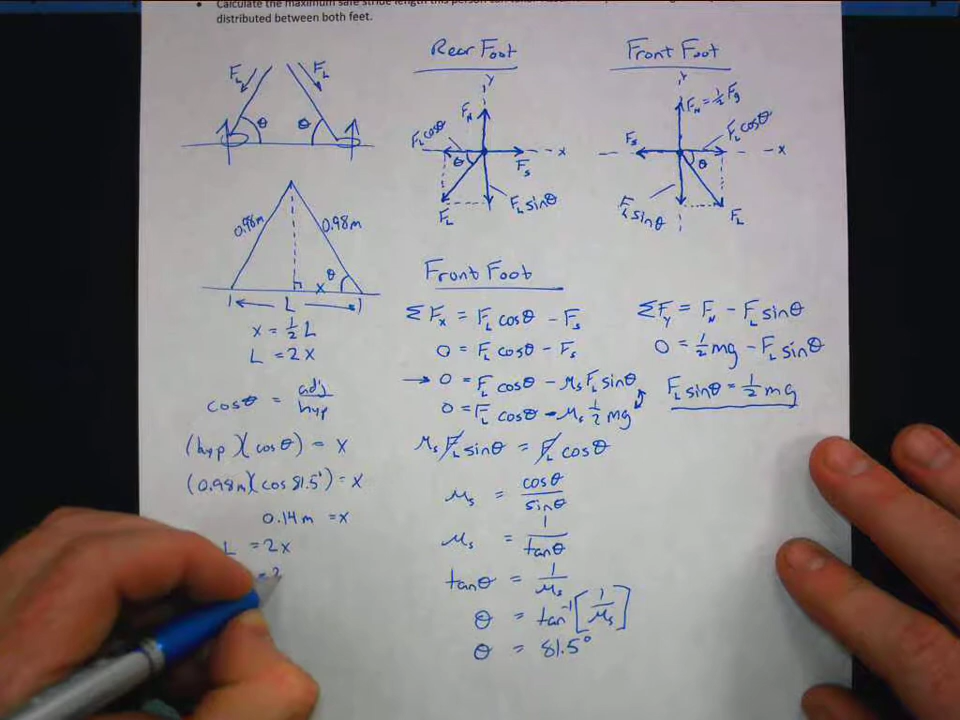 distributed between both feet.
F_L F_L
θ θ
0.98m 0.98m
θ
x
L
x = ½ L
L = 2x
cosθ = adj/hyp
(hyp)(cosθ) = x
(0.98m)(cos 81.5°) = x
0.14m = x
L = 2x
= 2
Rear Foot
y
F_N
F_L cosθ
θ
x
F_s
F_L sinθ
F_L
Front Foot
y
F_N = ½ F_g
F_L cosθ
F_s
x
θ
F_L sinθ
F_L
Front Foot
ΣF_x = F_L cosθ - F_s
0 = F_L cosθ - F_s
→ 0 = F_L cosθ - μ_s F_L sinθ
0 = F_L cosθ - μ_s ½ mg
μ_s F_L sinθ = F_L cosθ
μ_s = cosθ/sinθ
μ_s = 1/tanθ
tanθ = 1/μ_s
θ = tan⁻¹[1/μ_s]
θ = 81.5°
ΣF_y = F_N - F_L sinθ
0 = ½ mg - F_L sinθ
F_L sinθ = ½ mg